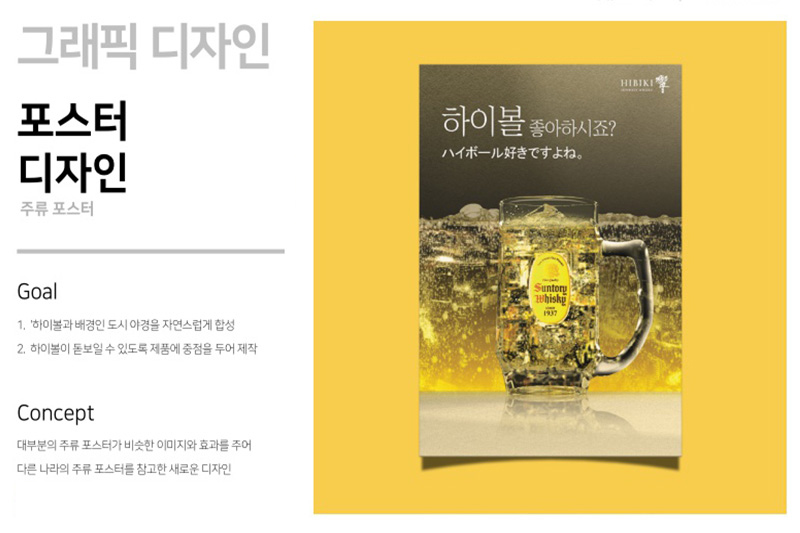 그래픽 디자인
포스터
디자인
주류 포스터
Goal
1. '하이볼과 배경인 도시 야경을 자연스럽게 합성
2. 하이볼이 돋보일 수 있도록 제품에 중점을 두어 제작
Concept
대부분의 주류 포스터가 비슷한 이미지와 효과를 주어
다른 나라의 주류 포스터를 참고한 새로운 디자인
HIBIKI 響
하이볼 좋아하시죠?
ハイボール好きですよね。
Suntory
Whisky
1937